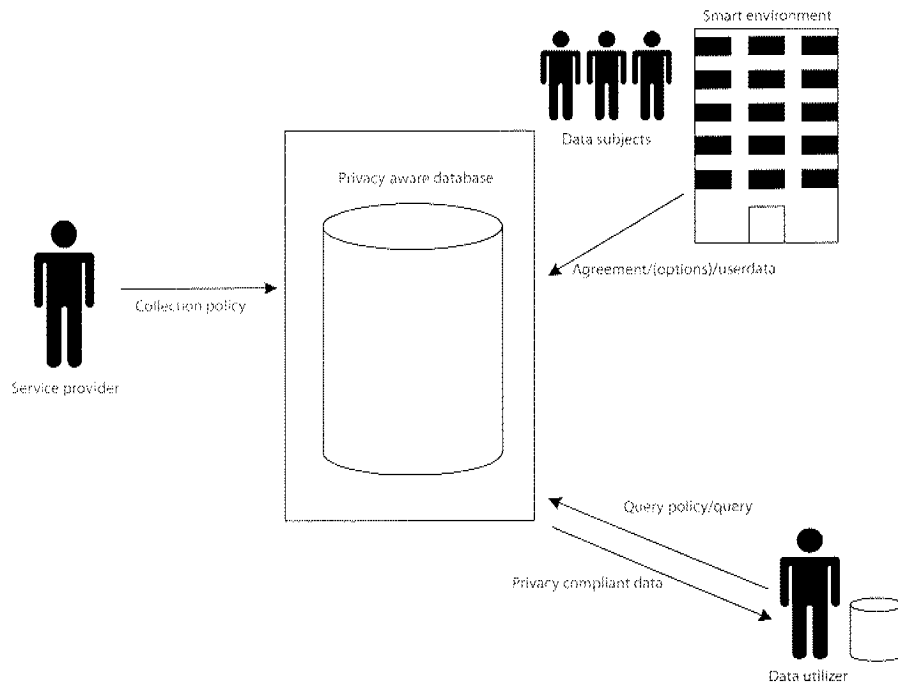 Smart environment
Data subjects
Privacy aware database
Agreement/(options)/userdata
Collection policy
Service provider
Query policy/query
Privacy compliant data
Data utilizer